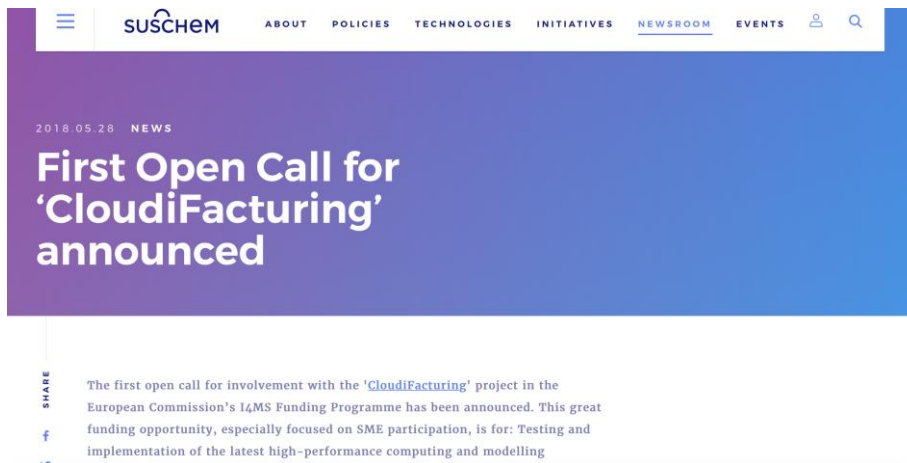 SUSCHEM
ABOUT POLICIES TECHNOLOGIES INITIATIVES NEWSROOM EVENTS
2018.05.28 NEWS
First Open Call for
‘CloudiFacturing’
announced
SHARE
The first open call for involvement with the 'CloudiFacturing' project in the
European Commission’s I4MS Funding Programme has been announced. This great
funding opportunity, especially focused on SME participation, is for: Testing and
implementation of the latest high-performance computing and modelling